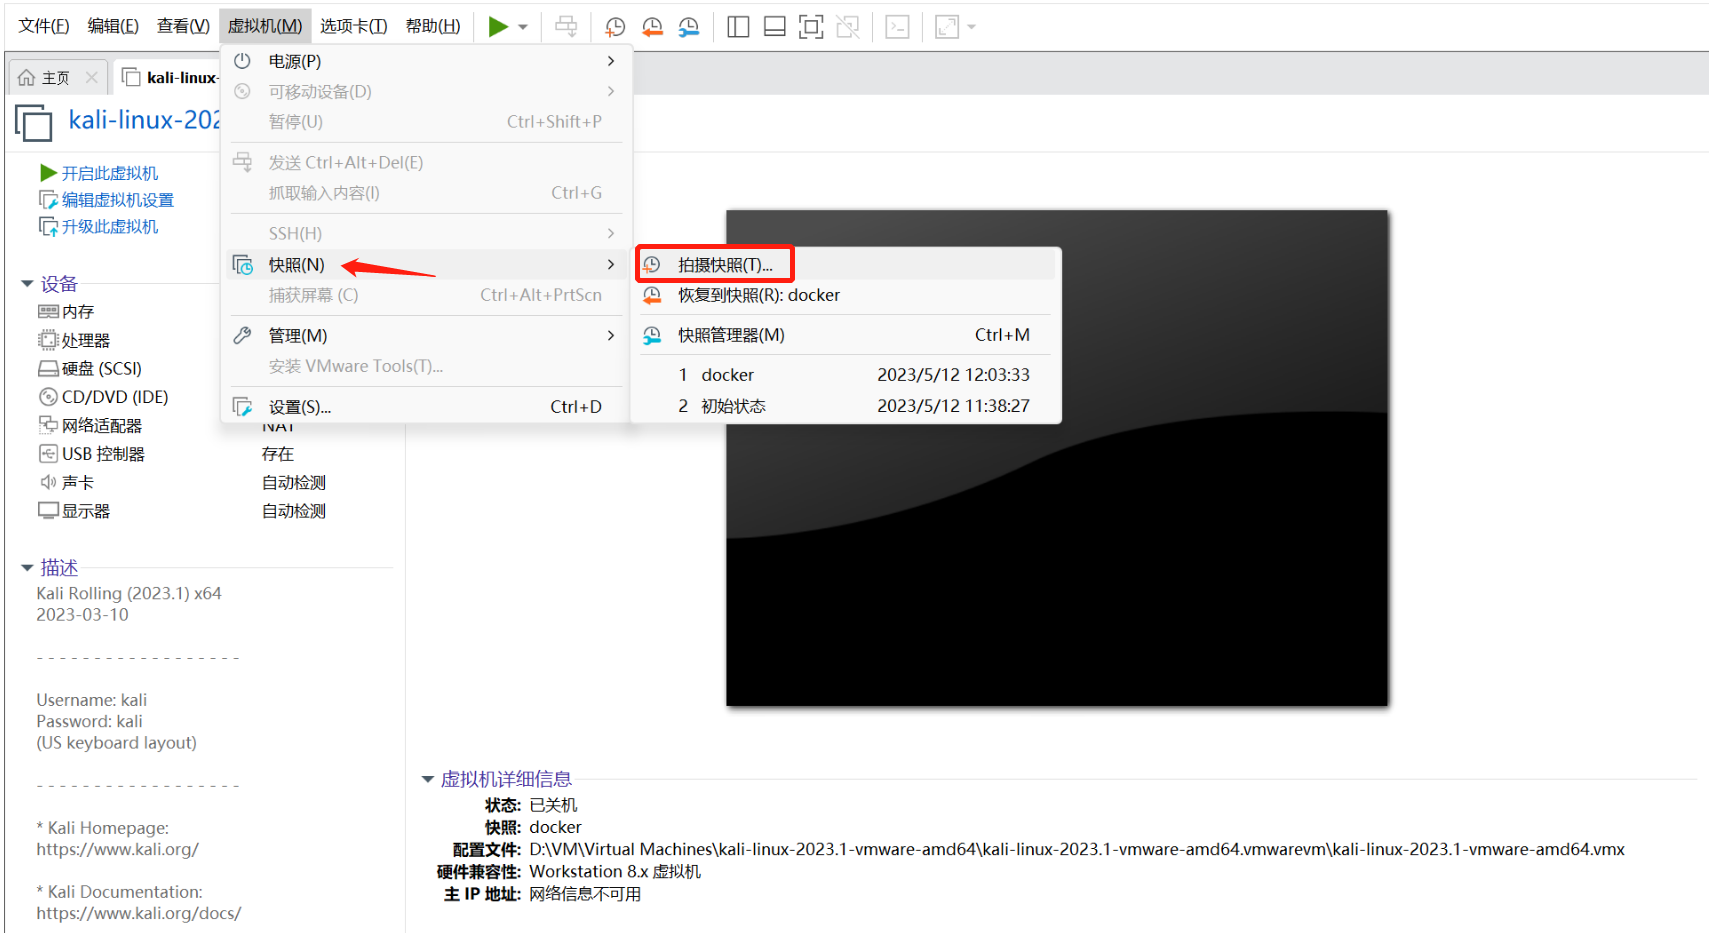 文件(F) 编辑(E) 查看(V) 虚拟机(M) 选项卡(T) 帮助(H)
主页 kali-linux-
kali-linux-202
开启此虚拟机
编辑虚拟机设置
升级此虚拟机
设备
内存
处理器
硬盘 (SCSI)
CD/DVD (IDE)
网络适配器 NAT
USB 控制器 存在
声卡 自动检测
显示器 自动检测
描述
Kali Rolling (2023.1) x64
2023-03-10
- - - - - - - - - - - - - - - - - -
Username: kali
Password: kali
(US keyboard layout)
- - - - - - - - - - - - - - - - - -
* Kali Homepage:
https://www.kali.org/
* Kali Documentation:
https://www.kali.org/docs/
电源(P)
可移动设备(D)
暂停(U) Ctrl+Shift+P
发送 Ctrl+Alt+Del(E)
抓取输入内容(I) Ctrl+G
SSH(H)
快照(N)
捕获屏幕 (C) Ctrl+Alt+PrtScn
管理(M)
安装 VMware Tools(T)...
设置(S)... Ctrl+D
拍摄快照(T)...
恢复到快照(R): docker
快照管理器(M) Ctrl+M
1 docker 2023/5/12 12:03:33
2 初始状态 2023/5/12 11:38:27
虚拟机详细信息
状态: 已关机
快照: docker
配置文件: D:\VM\Virtual Machines\kali-linux-2023.1-vmware-amd64\kali-linux-2023.1-vmware-amd64.vmwarevm\kali-linux-2023.1-vmware-amd64.vmx
硬件兼容性: Workstation 8.x 虚拟机
主 IP 地址: 网络信息不可用